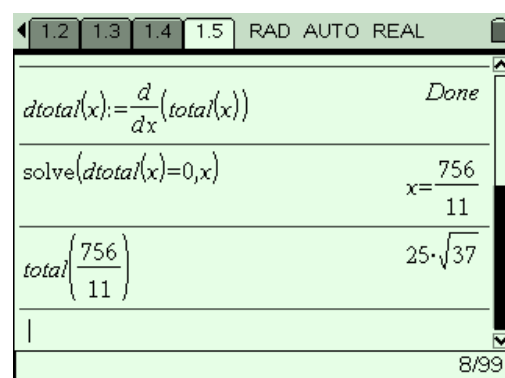 1.2 1.3 1.4 1.5 RAD AUTO REAL
dtotal(x):=d/dx(total(x)) Done
solve(dtotal(x)=0,x) x=756/11
total(756/11) 25·√37
8/99